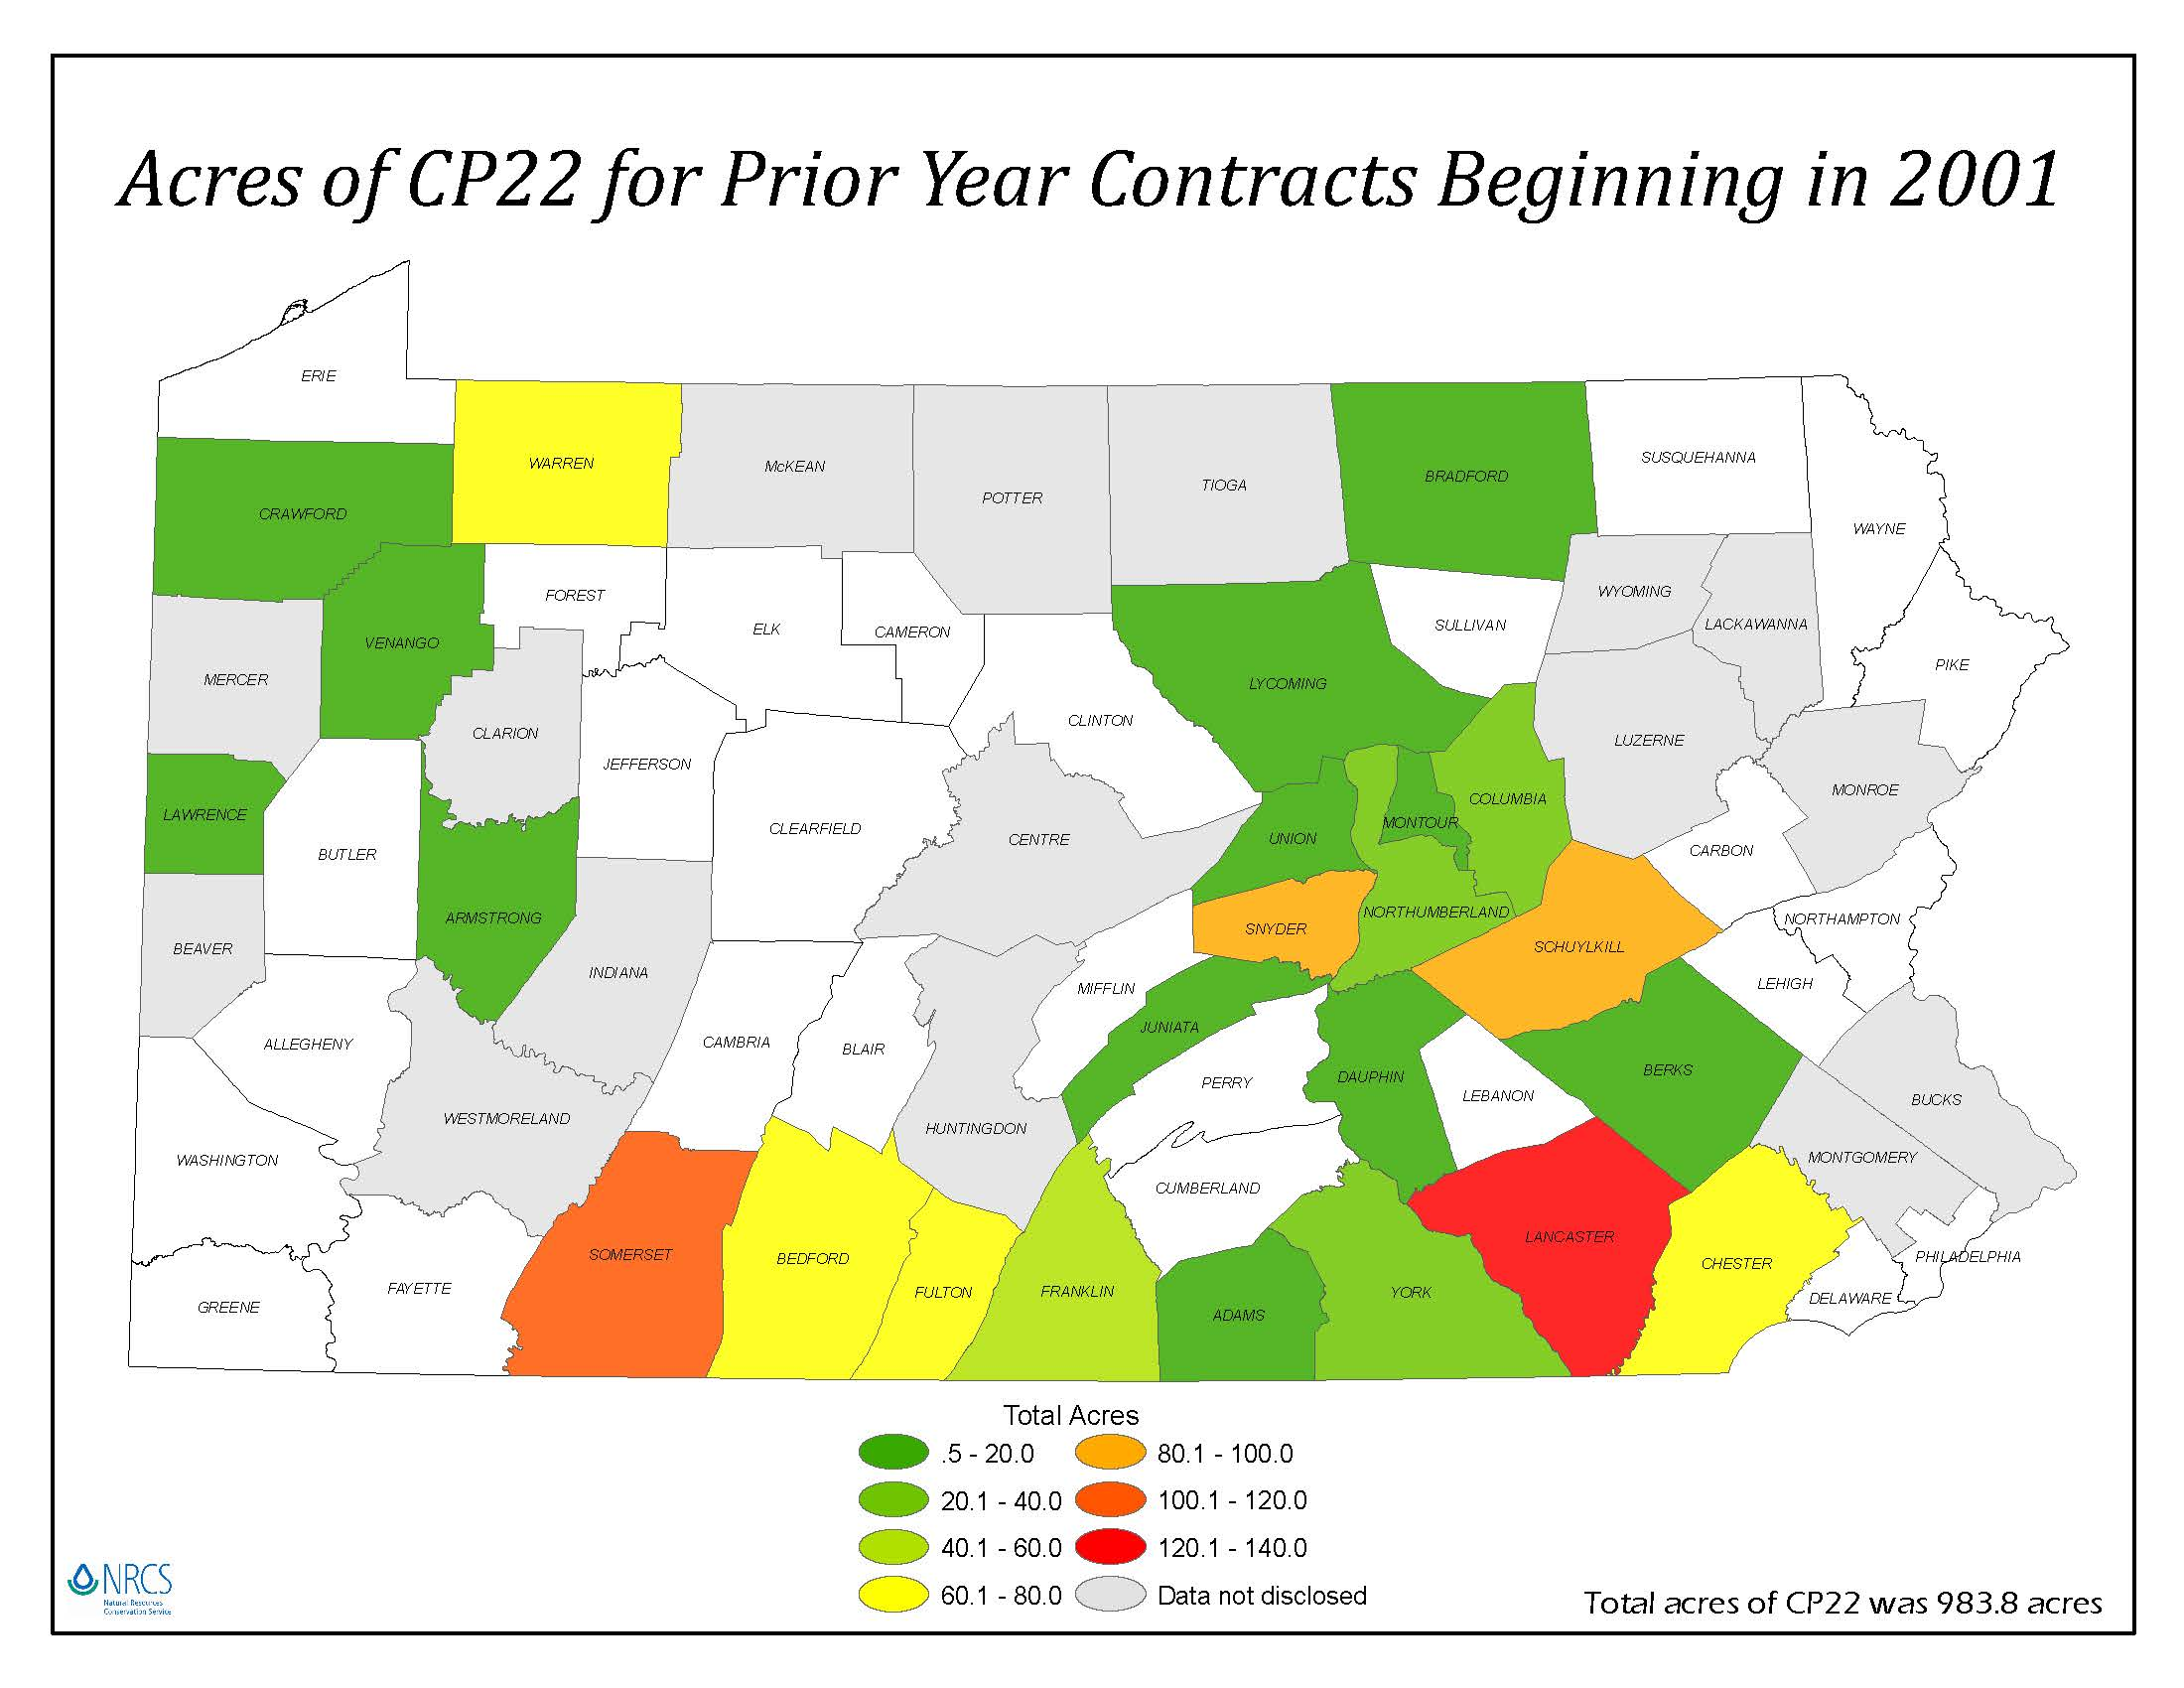 Acres of CP22 for Prior Year Contracts Beginning in 2001
ERIE
WARREN
McKEAN
POTTER
TIOGA
BRADFORD
SUSQUEHANNA
WAYNE
CRAWFORD
FOREST
ELK
CAMERON
SULLIVAN
WYOMING
LACKAWANNA
PIKE
VENANGO
MERCER
CLARION
JEFFERSON
CLINTON
LYCOMING
LUZERNE
MONROE
LAWRENCE
BUTLER
CLEARFIELD
CENTRE
UNION
MONTOUR
COLUMBIA
CARBON
ARMSTRONG
BEAVER
INDIANA
SNYDER
NORTHUMBERLAND
SCHUYLKILL
NORTHAMPTON
LEHIGH
MIFFLIN
JUNIATA
ALLEGHENY
CAMBRIA
BLAIR
PERRY
DAUPHIN
LEBANON
BERKS
BUCKS
WESTMORELAND
HUNTINGDON
WASHINGTON
CUMBERLAND
MONTGOMERY
LANCASTER
SOMERSET
BEDFORD
FULTON
FRANKLIN
ADAMS
YORK
CHESTER
PHILADELPHIA
DELAWARE
FAYETTE
GREENE
Total Acres
.5 - 20.0
80.1 - 100.0
20.1 - 40.0
100.1 - 120.0
40.1 - 60.0
120.1 - 140.0
60.1 - 80.0
Data not disclosed
NRCS
Natural Resources
Conservation Service
Total acres of CP22 was 983.8 acres